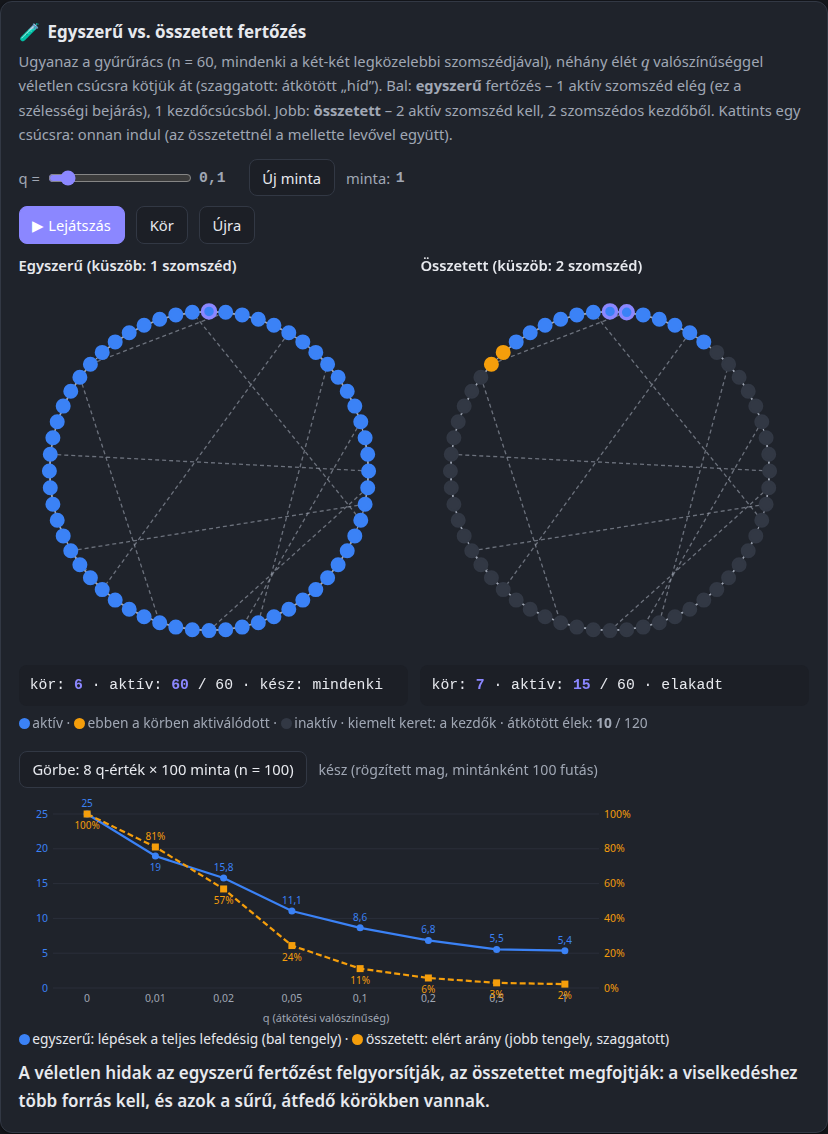 🧪 Egyszerű vs. összetett fertőzés
Ugyanaz a gyűrűrács (n = 60, mindenki a két-két legközelebbi szomszédjával), néhány élét q valószínűséggel
véletlen csúcsra kötjük át (szaggatott: átkötött „híd”). Bal: egyszerű fertőzés – 1 aktív szomszéd elég (ez a
szélességi bejárás), 1 kezdőcsúcsból. Jobb: összetett – 2 aktív szomszéd kell, 2 szomszédos kezdőből. Kattints egy
csúcsra: onnan indul (az összetettnél a mellette levővel együtt).
q = 0,1 Új minta minta: 1
▶ Lejátszás Kör Újra
Egyszerű (küszöb: 1 szomszéd) Összetett (küszöb: 2 szomszéd)
kör: 6 · aktív: 60 / 60 · kész: mindenki kör: 7 · aktív: 15 / 60 · elakadt
aktív · ebben a körben aktiválódott · inaktív · kiemelt keret: a kezdők · átkötött élek: 10 / 120
Görbe: 8 q-érték × 100 minta (n = 100) kész (rögzített mag, mintánként 100 futás)
25
25 100%
100%
81%
20 80%
19 15,8
15 60%
57%
11,1
10 40%
8,6
6,8
5,5 5,4
5 20%
24%
11%
6% 3% 2%
0 0%
0 0,01 0,02 0,05 0,1 0,2 0,5 1
q (átkötési valószínűség)
egyszerű: lépések a teljes lefedésig (bal tengely) · összetett: elért arány (jobb tengely, szaggatott)
A véletlen hidak az egyszerű fertőzést felgyorsítják, az összetettet megfojtják: a viselkedéshez
több forrás kell, és azok a sűrű, átfedő körökben vannak.